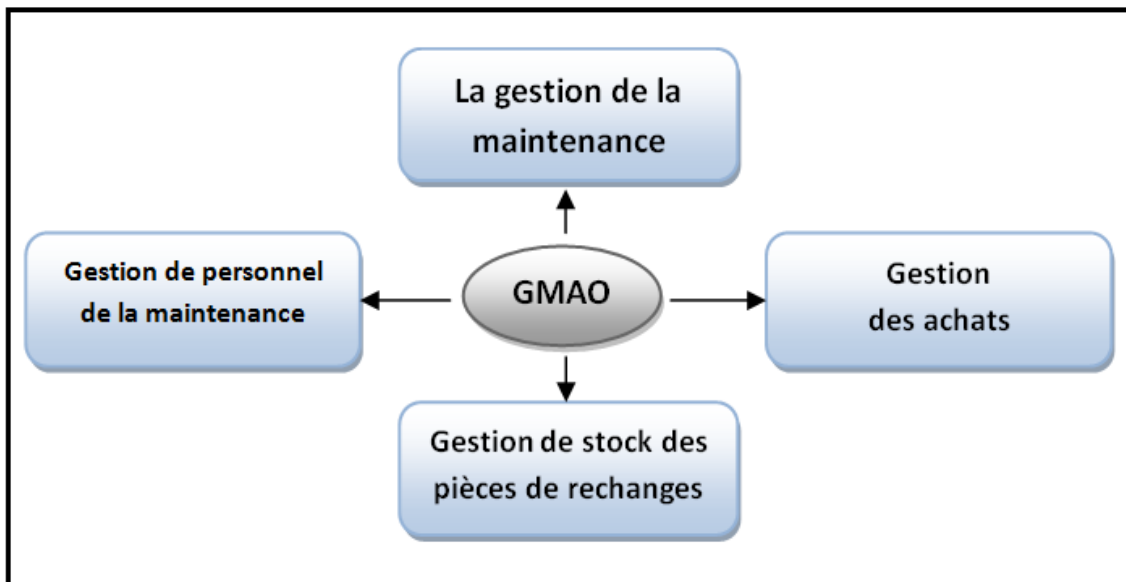 La gestion de la
maintenance
Gestion de personnel
de la maintenance
GMAO
Gestion
des achats
Gestion de stock des
pièces de rechanges